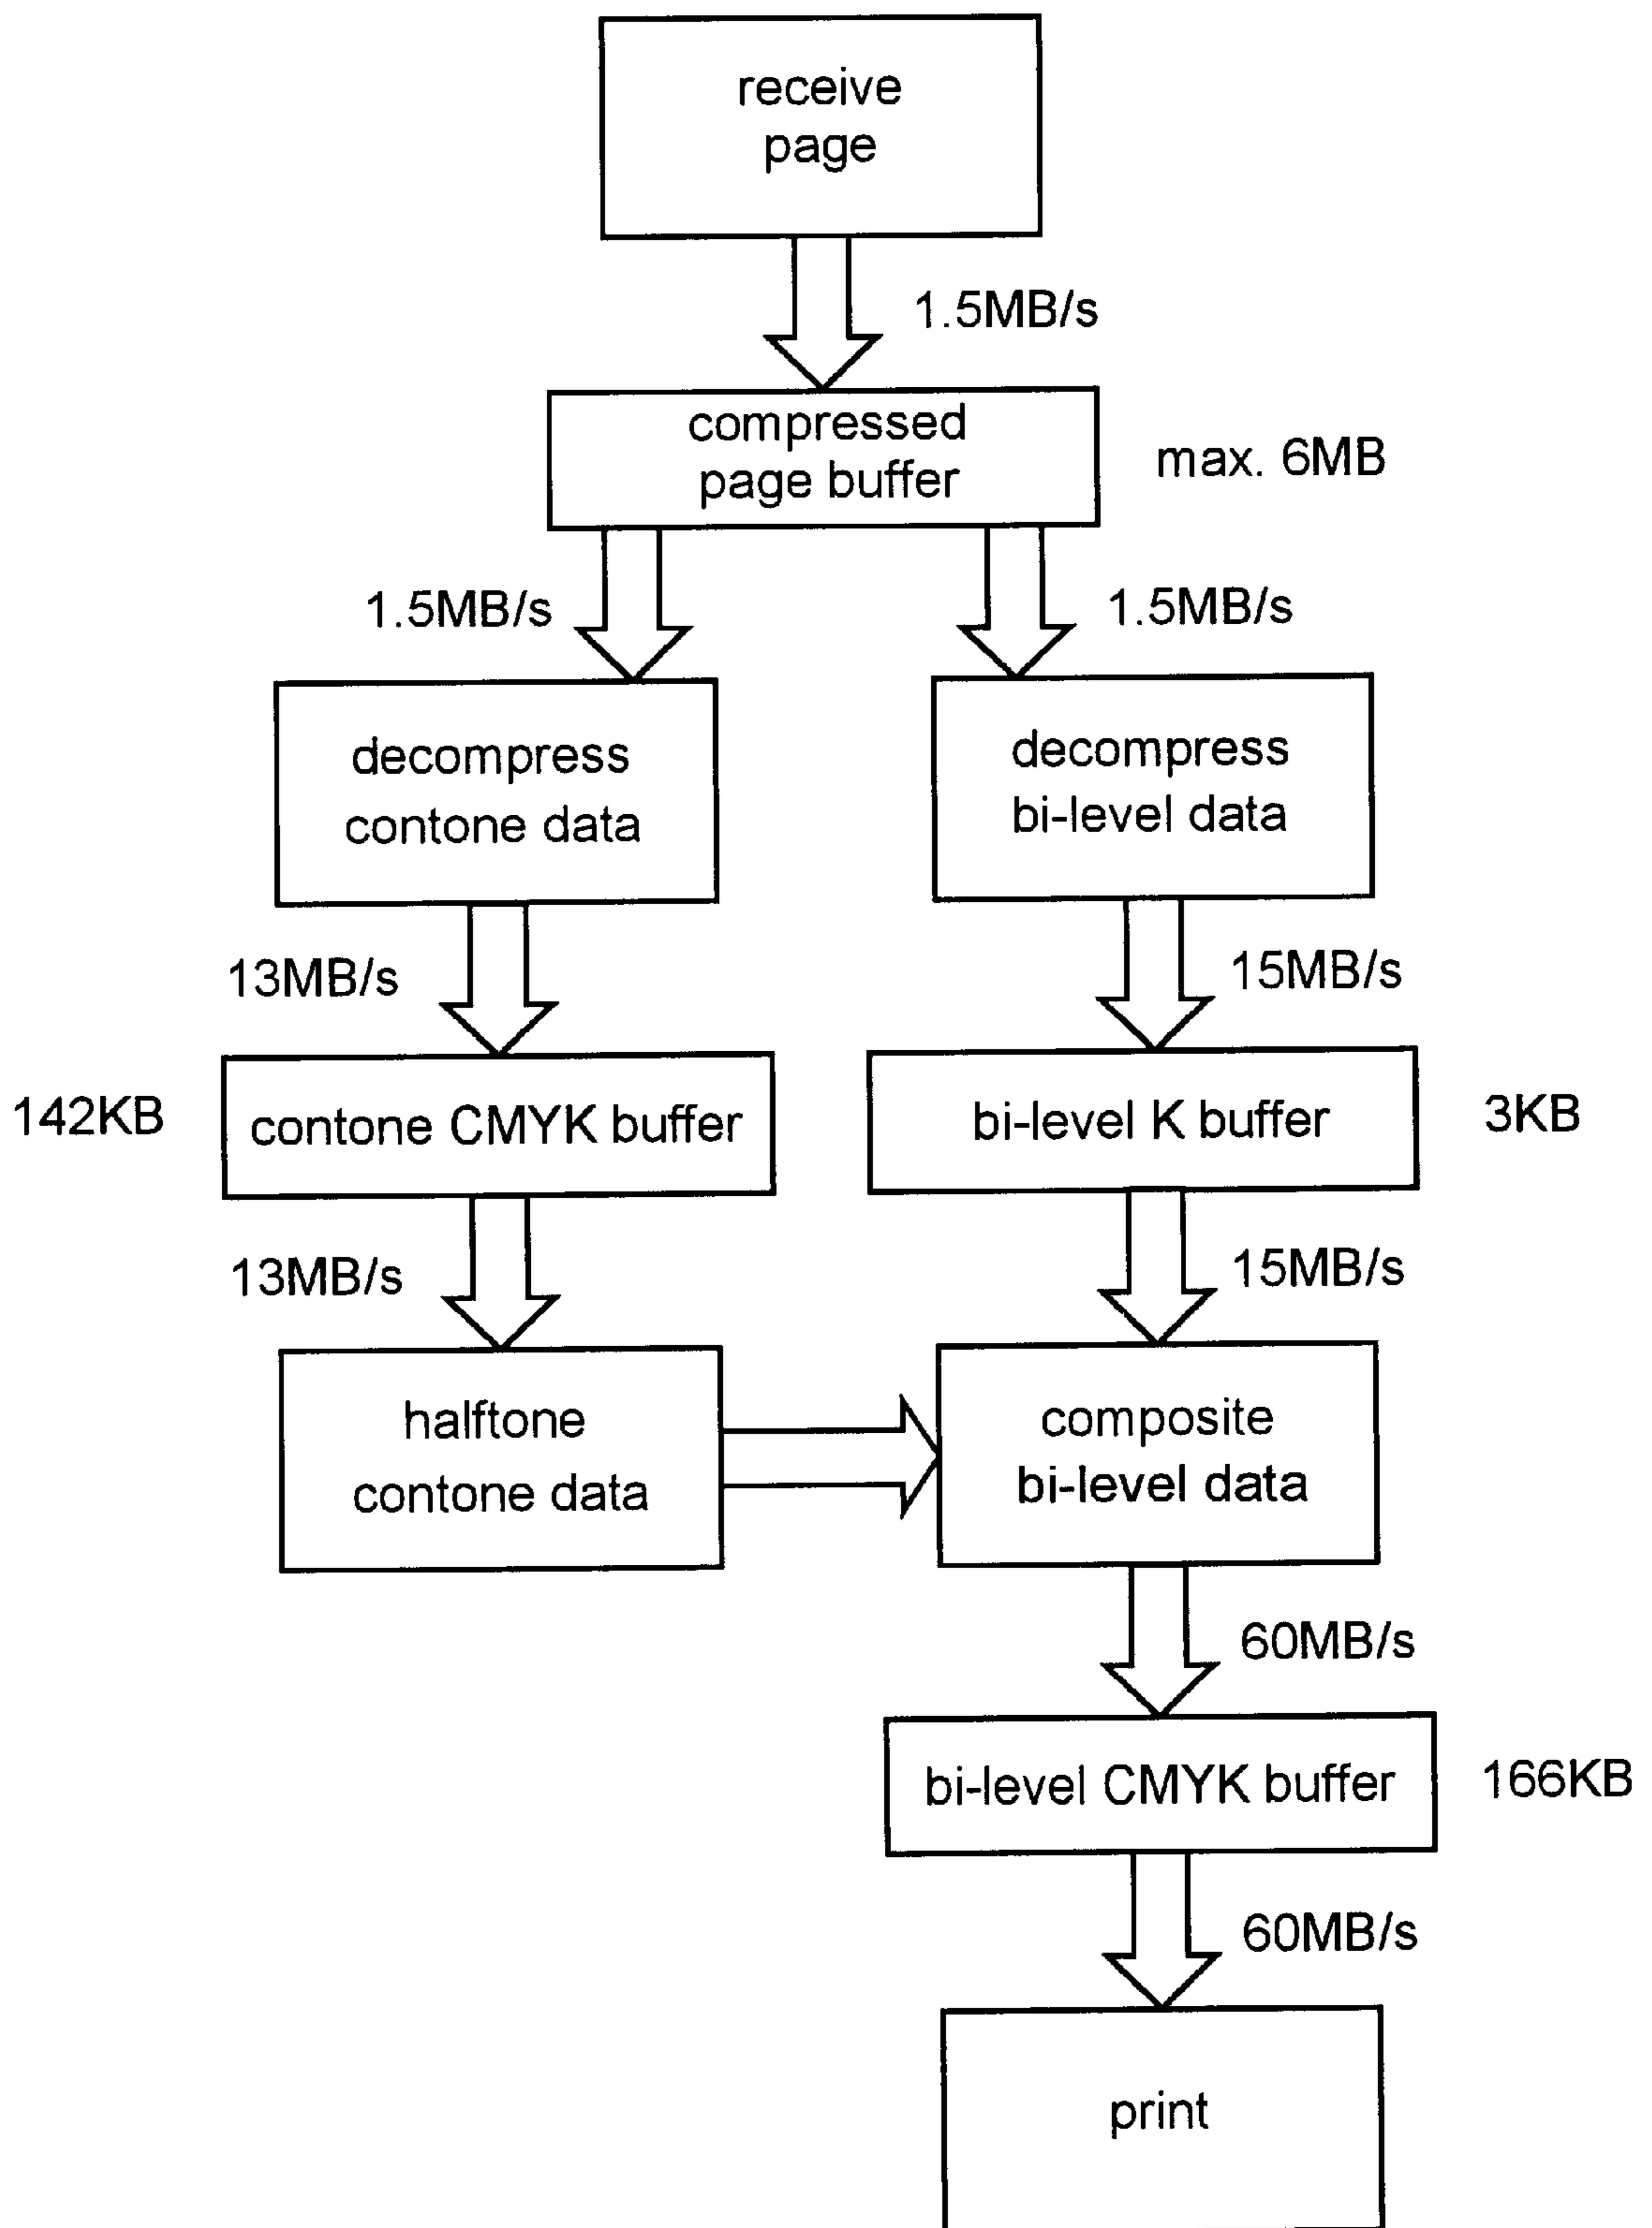 receive
page
1.5MB/s
compressed
page buffer
max. 6MB
1.5MB/s
1.5MB/s
decompress
contone data
decompress
bi-level data
13MB/s
15MB/s
142KB
contone CMYK buffer
bi-level K buffer
3KB
13MB/s
15MB/s
halftone
contone data
composite
bi-level data
60MB/s
bi-level CMYK buffer
166KB
60MB/s
print